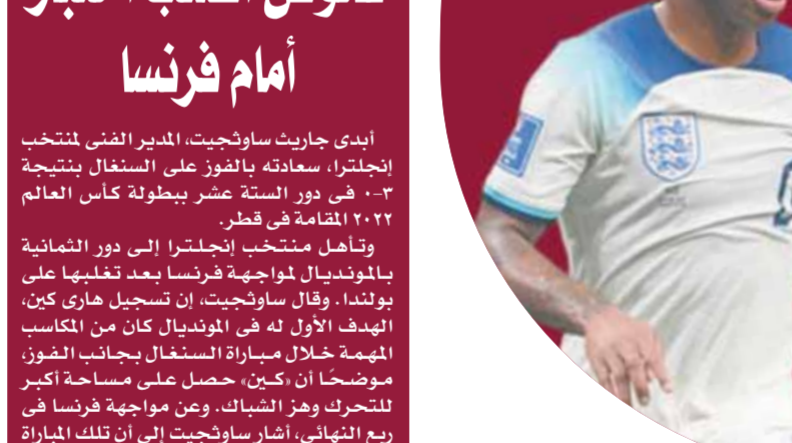 أمام فرنسا
أبدى جاريث ساوثجيت، المدير الفنى لمنتخب
إنجلترا، سعادته بالفوز على السنغال بنتيجة
٣-٠ فى دور الستة عشر ببطولة كأس العالم
٢٠٢٢ المقامة فى قطر.
وتأهل منتخب إنجلترا إلى دور الثمانية
بالمونديال لمواجهة فرنسا بعد تغلبها على
بولندا. وقال ساوثجيت، إن تسجيل هارى كين،
الهدف الأول له فى المونديال كان من المكاسب
المهمة خلال مباراة السنغال بجانب الفوز،
موضحًا أن «كين» حصل على مساحة أكبر
للتحرك وهز الشباك. وعن مواجهة فرنسا فى
ربع النهائى، أشار ساوثجيت إلى أن تلك المباراة